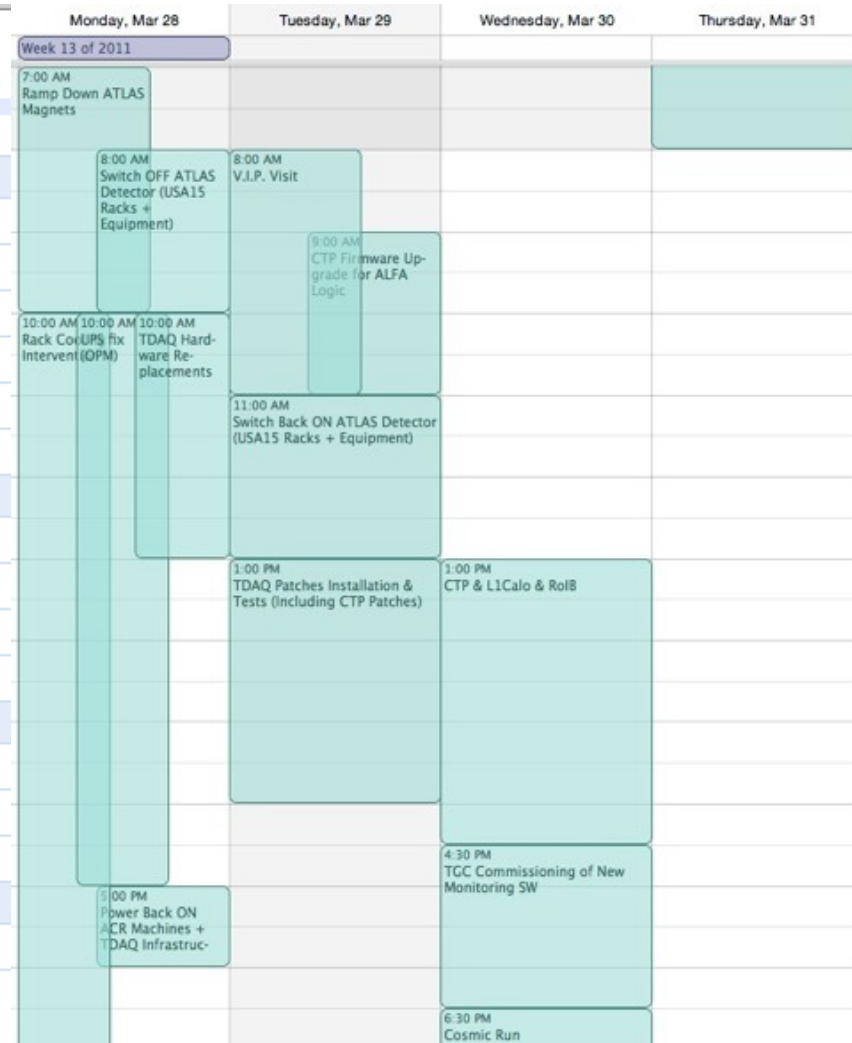 Monday, Mar 28
Tuesday, Mar 29
Wednesday, Mar 30
Thursday, Mar 31
Week 13 of 2011
7:00 AM
Ramp Down ATLAS
Magnets
8:00 AM
Switch OFF ATLAS
Detector (USA15
Racks +
Equipment)
10:00 AM
Rack
Intervent
10:00 AM
UPS fix
(OPM)
10:00 AM
TDAQ Hard-
ware Re-
placements
5:00 PM
Power Back ON
ACR Machines +
TDAQ Infrastruc-
8:00 AM
V.I.P. Visit
9:00 AM
CTP Firmware Up-
grade for ALFA
Logic
11:00 AM
Switch Back ON ATLAS Detector
(USA15 Racks + Equipment)
1:00 PM
TDAQ Patches Installation &
Tests (Including CTP Patches)
1:00 PM
CTP & L1Calo & RoIB
4:30 PM
TGC Commissioning of New
Monitoring SW
6:30 PM
Cosmic Run